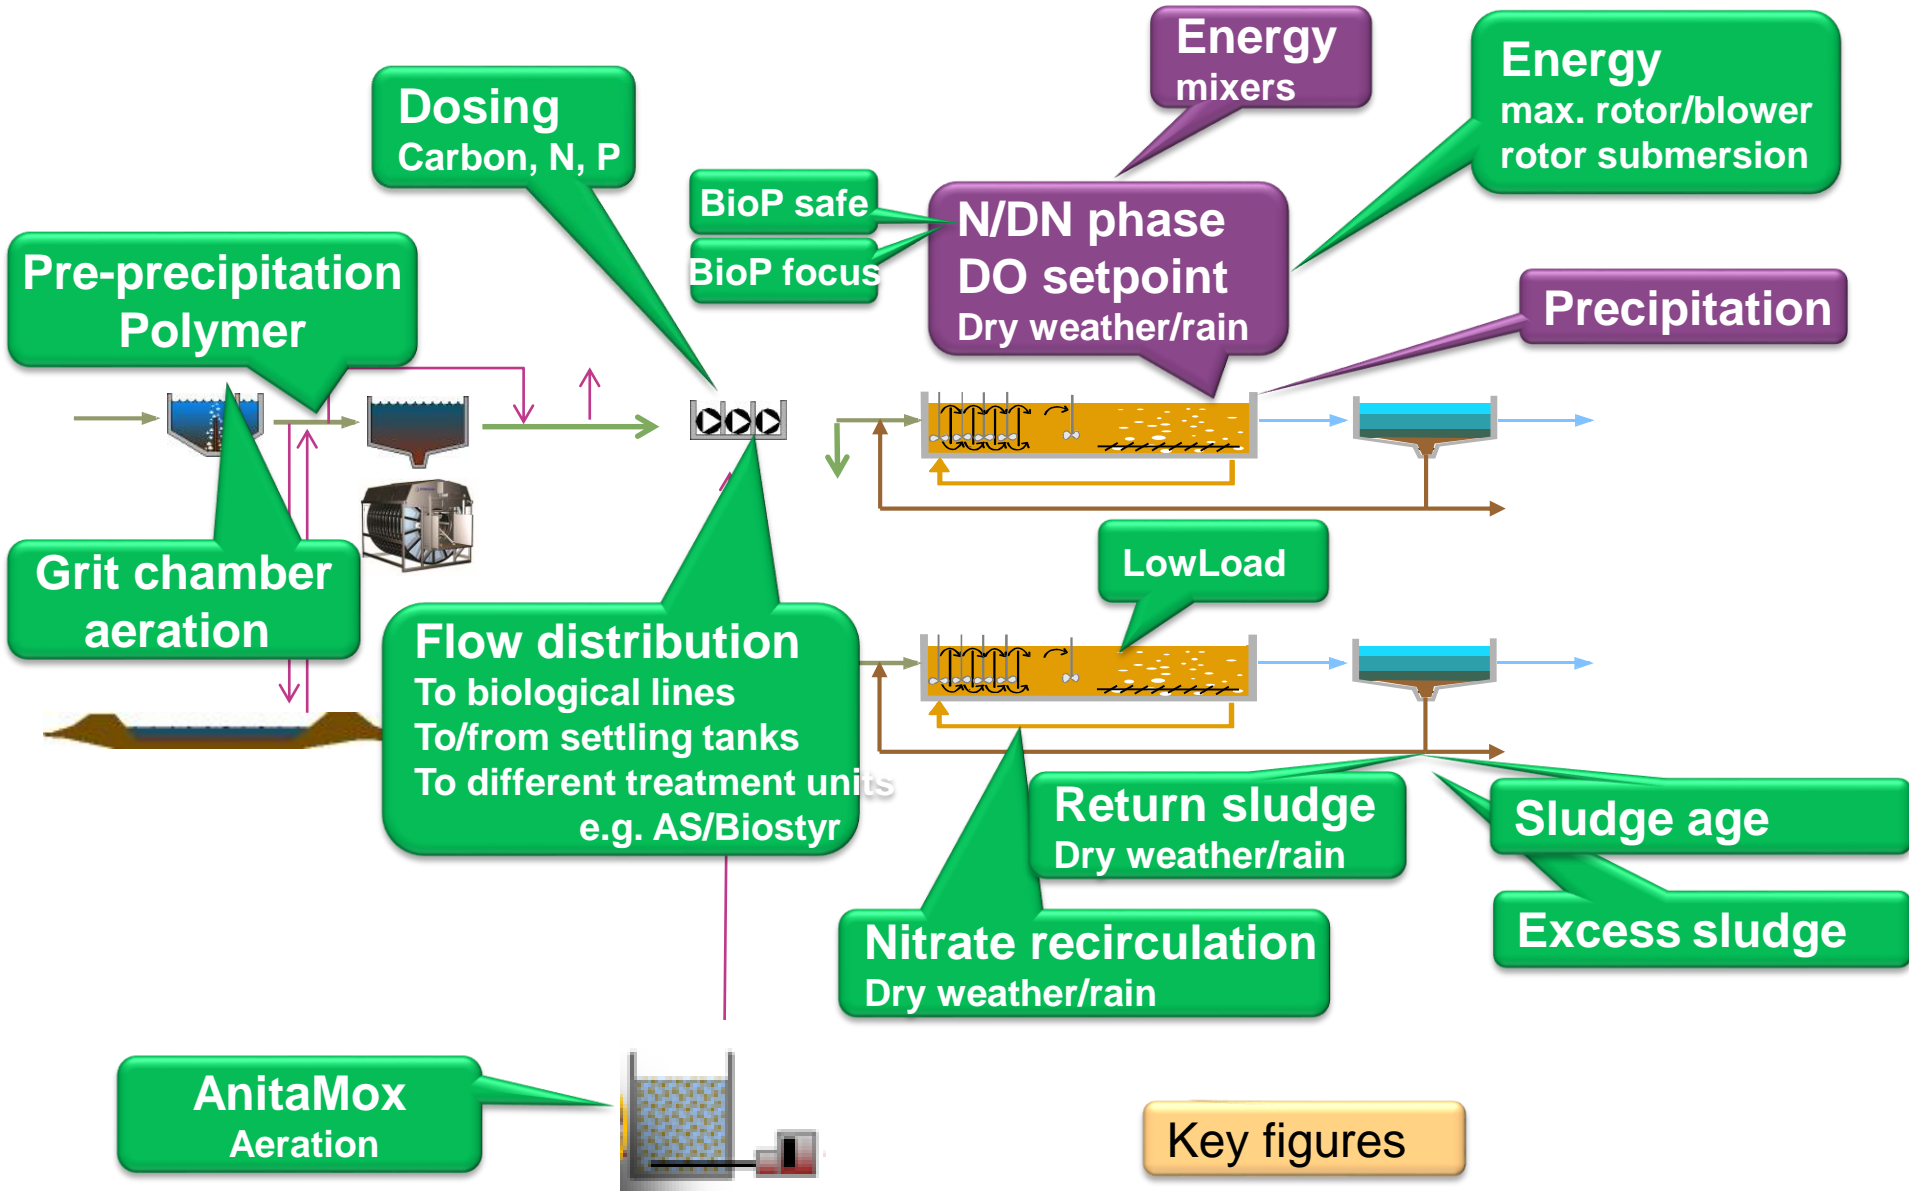 Energy
mixers
Energy
max. rotor/blower
rotor submersion
Dosing
Carbon, N, P
BioP safe
BioP focus
N/DN phase
DO setpoint
Dry weather/rain
Pre-precipitation
Polymer
Precipitation
Grit chamber
aeration
LowLoad
Flow distribution
To biological lines
To/from settling tanks
To different treatment units
e.g. AS/Biostyr
Return sludge
Dry weather/rain
Sludge age
Excess sludge
Nitrate recirculation
Dry weather/rain
AnitaMox
Aeration
Key figures